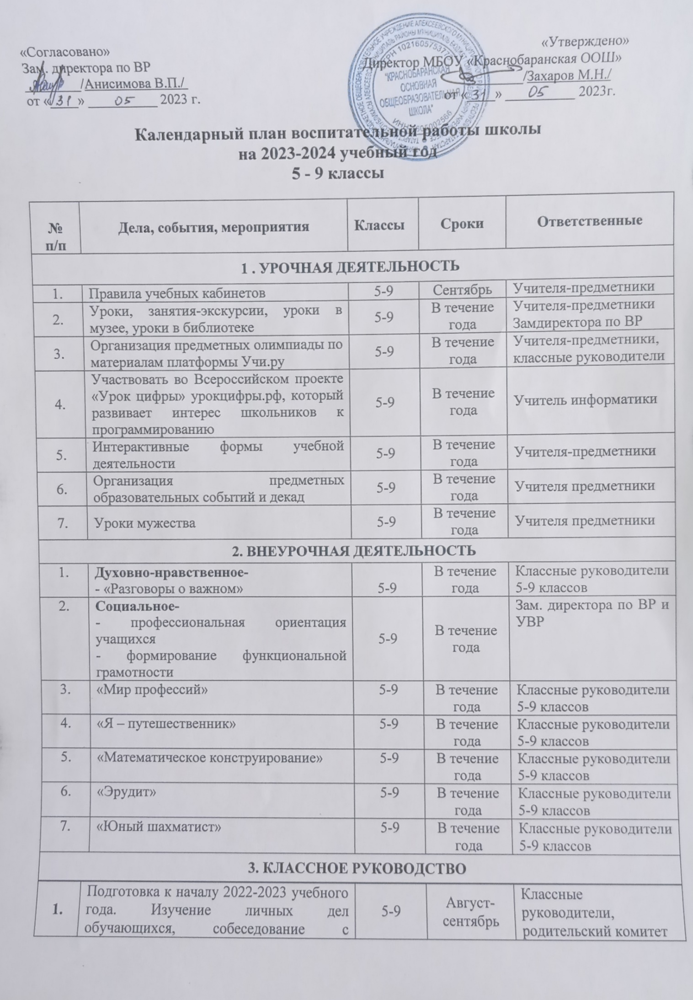 «Согласовано»
Зам. директора по ВР
/Анисимова В.П./
от «31» 05 2023 г.
«Утверждено»
Директор МБОУ «Краснобаранская ООШ»
/Захаров М.Н./
от «31» 05 2023г.
"КРАСНОБАРАНСКАЯ
ОСНОВНАЯ
ОБЩЕОБРАЗОВАТЕЛЬНАЯ
ШКОЛА"
Календарный план воспитательной работы школы
на 2023-2024 учебный год
5 - 9 классы
№
п/п
Дела, события, мероприятия
Классы
Сроки
Ответственные
1 . УРОЧНАЯ ДЕЯТЕЛЬНОСТЬ
1. Правила учебных кабинетов 5-9 Сентябрь Учителя-предметники
2. Уроки, занятия-экскурсии, уроки в
музее, уроки в библиотеке
5-9
В течение
года
Учителя-предметники
Замдиректора по ВР
3. Организация предметных олимпиады по
материалам платформы Учи.ру
5-9
В течение
года
Учителя-предметники,
классные руководители
4. Участвовать во Всероссийском проекте
«Урок цифры» урокцифры.рф, который
развивает интерес школьников к
программированию
5-9
В течение
года
Учитель информатики
5. Интерактивные формы учебной
деятельности
5-9
В течение
года
Учителя-предметники
6. Организация предметных
образовательных событий и декад
5-9
В течение
года
Учителя предметники
7. Уроки мужества
5-9
В течение
года
Учителя предметники
2. ВНЕУРОЧНАЯ ДЕЯТЕЛЬНОСТЬ
1. Духовно-нравственное-
- «Разговоры о важном»
5-9
В течение
года
Классные руководители
5-9 классов
2. Социальное-
- профессиональная ориентация
учащихся
- формирование функциональной
грамотности
5-9
В течение
года
Зам. директора по ВР и
УВР
3. «Мир профессий»
5-9
В течение
года
Классные руководители
5-9 классов
4. «Я – путешественник»
5-9
В течение
года
Классные руководители
5-9 классов
5. «Математическое конструирование»
5-9
В течение
года
Классные руководители
5-9 классов
6. «Эрудит»
5-9
В течение
года
Классные руководители
5-9 классов
7. «Юный шахматист»
5-9
В течение
года
Классные руководители
5-9 классов
3. КЛАССНОЕ РУКОВОДСТВО
1. Подготовка к началу 2022-2023 учебного
года. Изучение личных дел
обучающихся, собеседование с
5-9
Август-
сентябрь
Классные
руководители,
родительский комитет